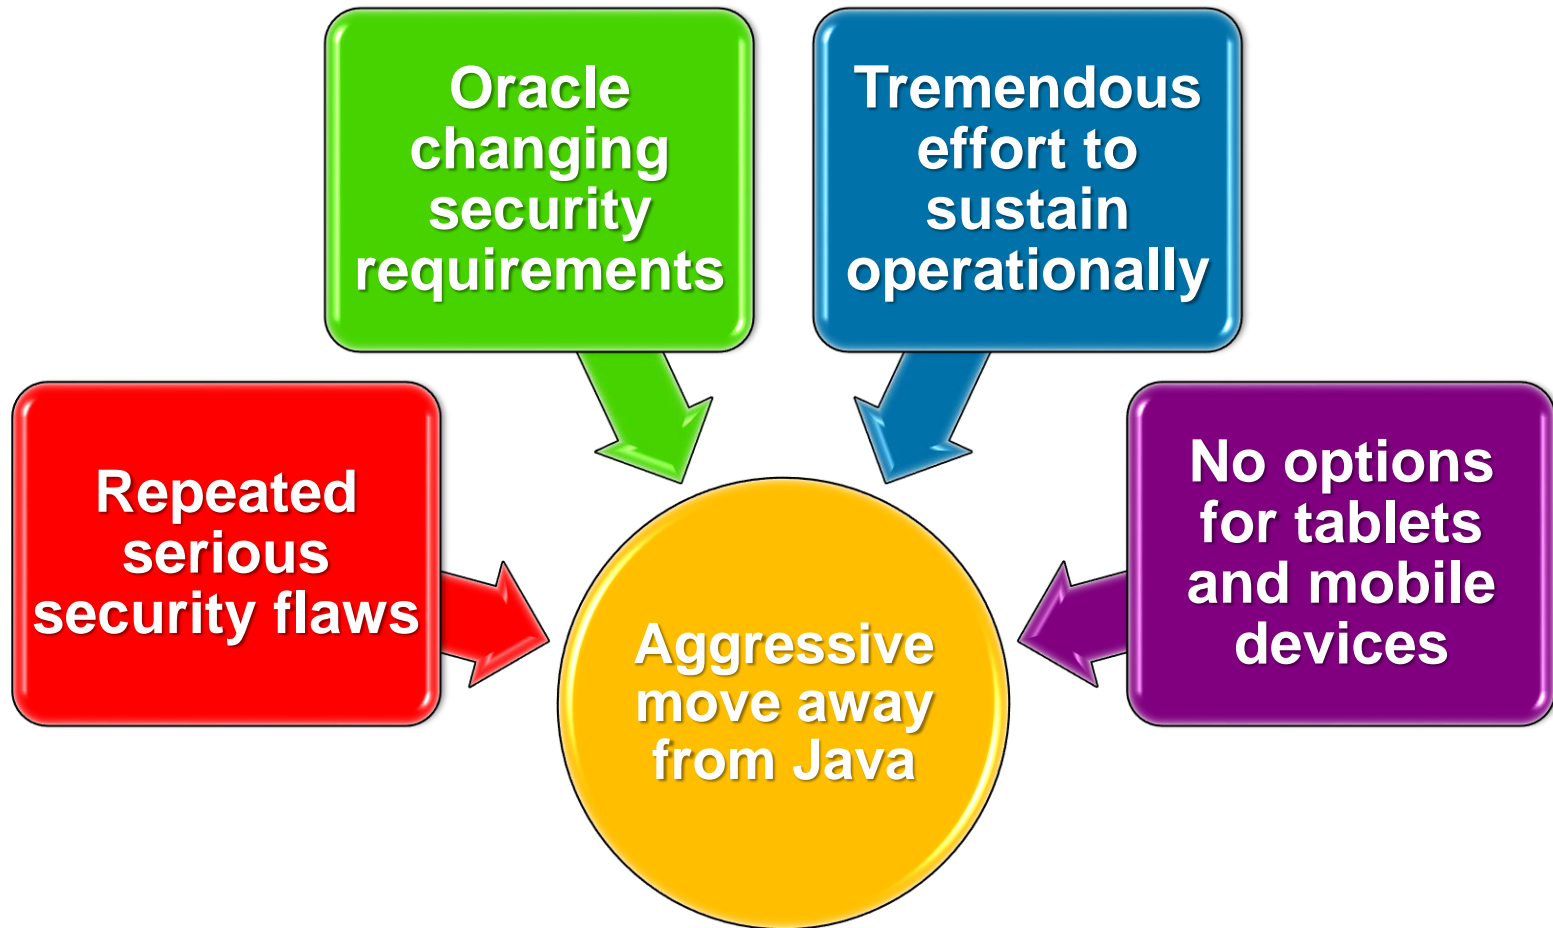 Oracle
changing
security
requirements
Tremendous
effort to
sustain
operationally
Repeated
serious
security flaws
No options
for tablets
and mobile
devices
Aggressive
move away
from Java